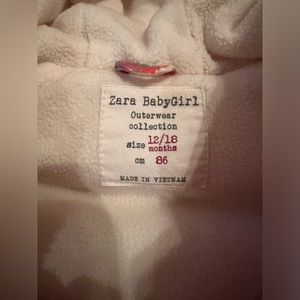 Zara BabyGirl
Outerwear
collection
size 12/18
months
cm 86
MADE IN VIETNAM